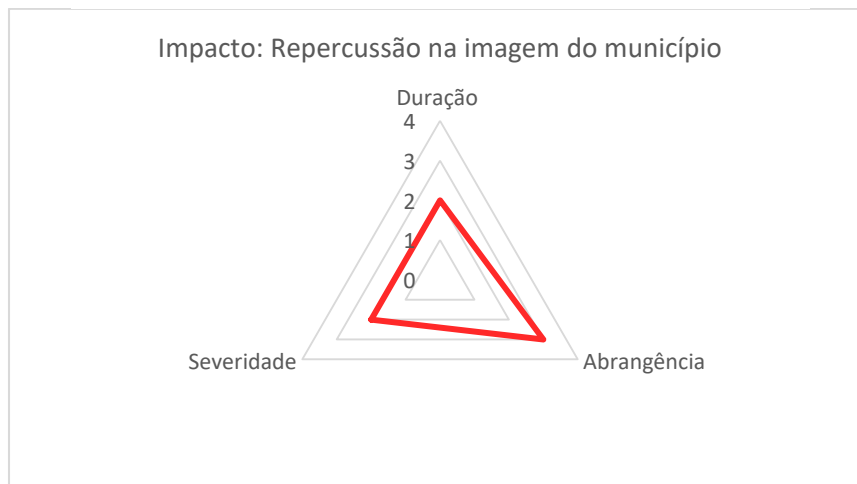 Impacto: Repercussão na imagem do município
Duração
4
3
2
1
0
Severidade
Abrangência